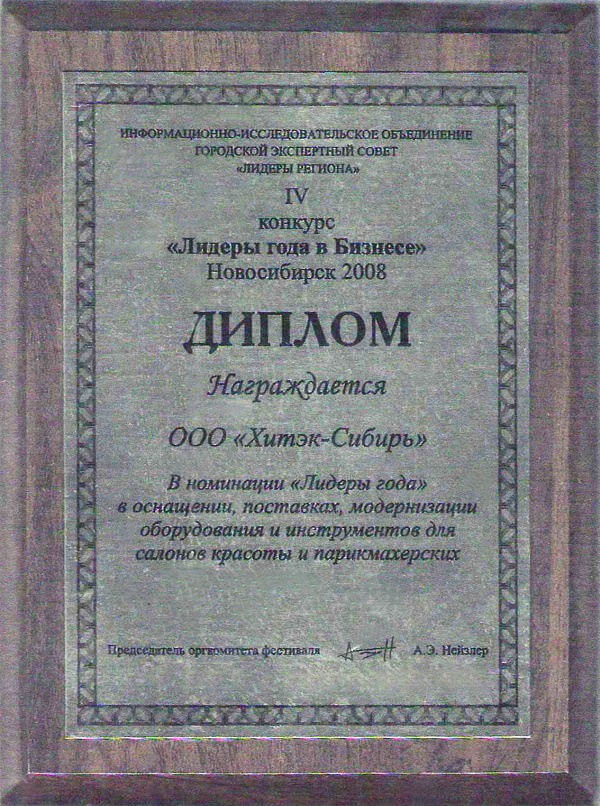 ИНФОРМАЦИОННО-ИССЛЕДОВАТЕЛЬСКОЕ ОБЪЕДИНЕНИЕ
ГОРОДСКОЙ ЭКСПЕРТНЫЙ СОВЕТ
«ЛИДЕРЫ РЕГИОНА»
IV
конкурс
«Лидеры года в Бизнесе»
Новосибирск 2008
ДИПЛОМ
Награждается
ООО «Хитэк-Сибирь»
В номинации «Лидеры года»
в оснащении, поставках, модернизации
оборудования и инструментов для
салонов красоты и парикмахерских
Председатель оргкомитета фестиваля А.Э. Нейзлер